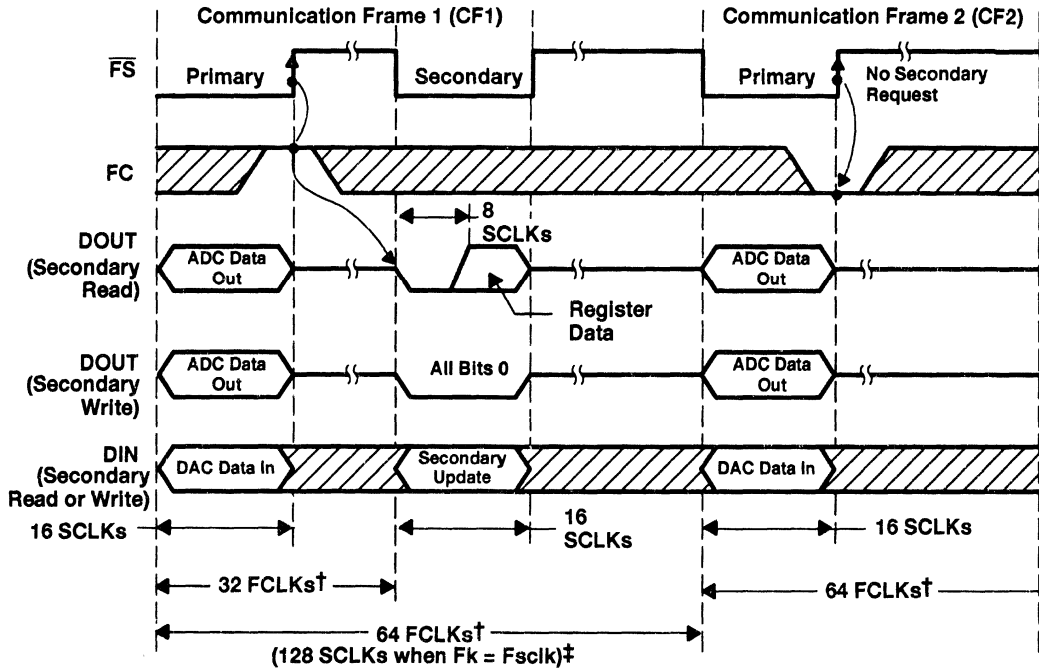 Communication Frame 1 (CF1)
Communication Frame 2 (CF2)
FS
Primary
Secondary
Primary
No Secondary
Request
FC
8
SCLKs
DOUT
(Secondary
Read)
ADC Data
Out
ADC Data
Out
Register
Data
DOUT
(Secondary
Write)
ADC Data
Out
All Bits 0
ADC Data
Out
DIN
(Secondary
Read or Write)
DAC Data In
Secondary
Update
DAC Data In
16 SCLKs
16
SCLKs
16 SCLKs
32 FCLKs†
64 FCLKs†
64 FCLKs†
(128 SCLKs when Fk = Fsclk)‡